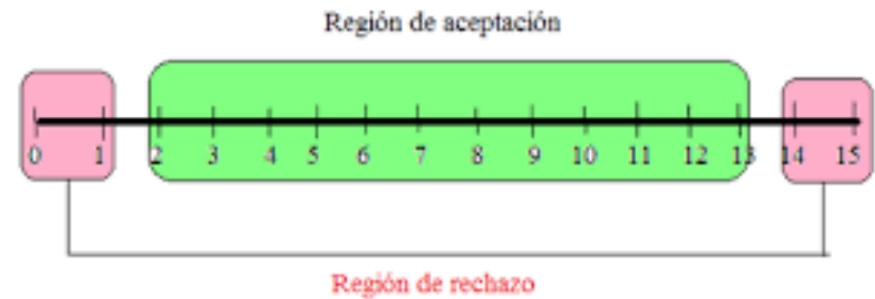 Región de aceptación
0 1 2 3 4 5 6 7 8 9 10 11 12 13 14 15
Región de rechazo